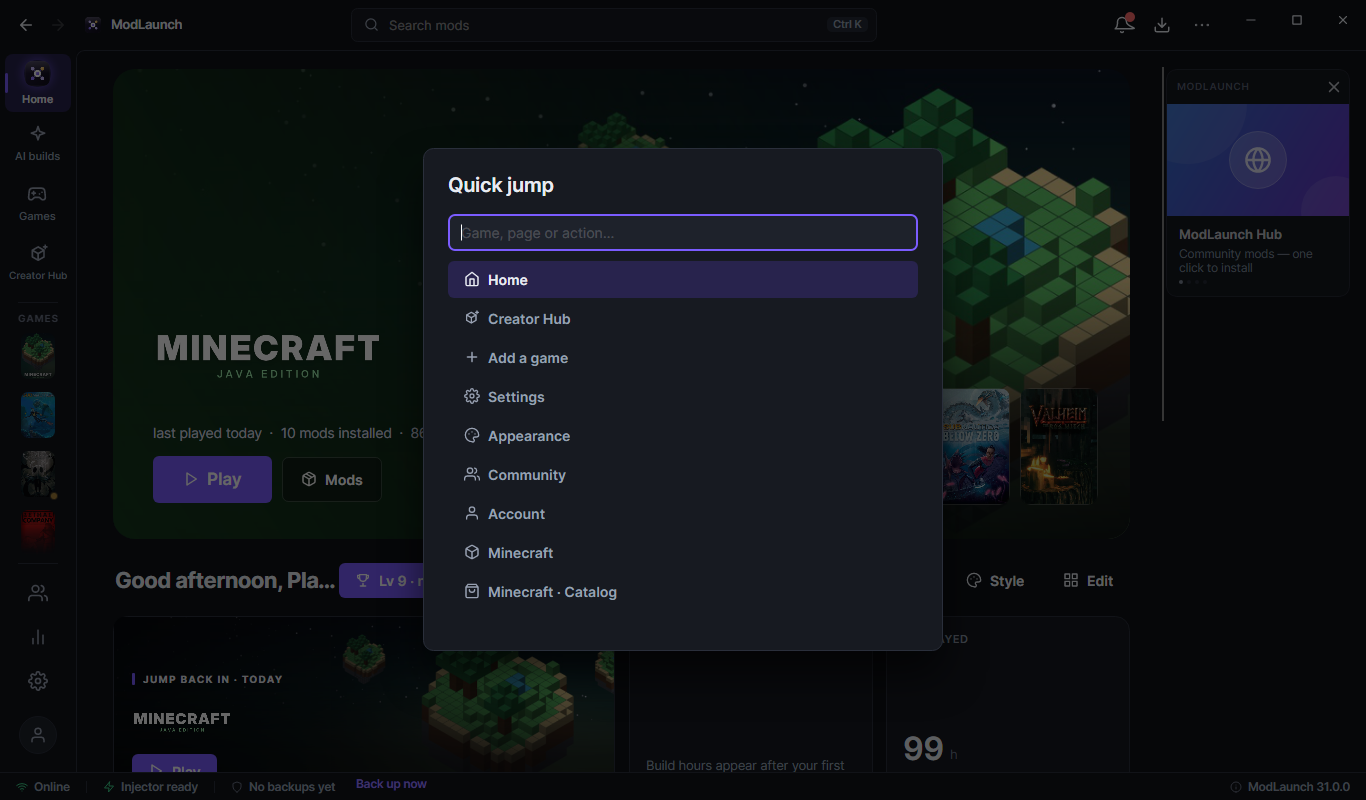 ModLaunch
Search mods
Ctrl K
Home
AI builds
Games
Creator Hub
GAMES
MINECRAFT
JAVA EDITION
last played today · 10 mods installed ·
Play
Mods
Quick jump
Game, page or action...
Home
Creator Hub
Add a game
Settings
Appearance
Community
Account
Minecraft
Minecraft · Catalog
BELOW ZERO
VALHEIM
MODLAUNCH
ModLaunch Hub
Community mods — one
click to install
Good afternoon, Pla...
Lv 9 ·
Style
Edit
JUMP BACK IN · TODAY
MINECRAFT
JAVA EDITION
Play
Build hours appear after your first
99 h
Online
Injector ready
No backups yet
Back up now
ModLaunch 31.0.0